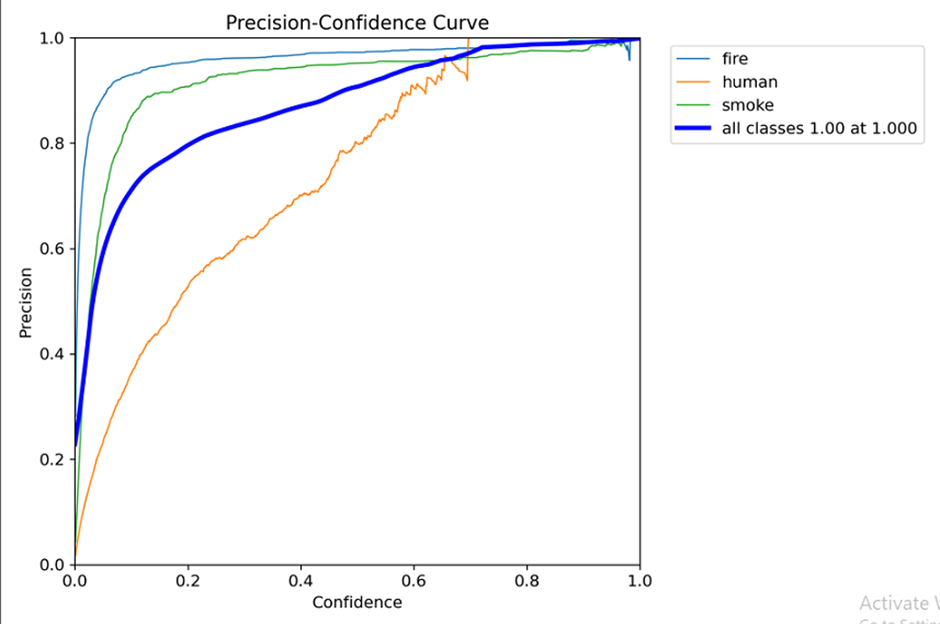 Precision-Confidence Curve
1.0
0.8
0.6
0.4
0.2
0.0
Precision
0.0 0.2 0.4 0.6 0.8 1.0
Confidence
fire
human
smoke
all classes 1.00 at 1.000
Activate